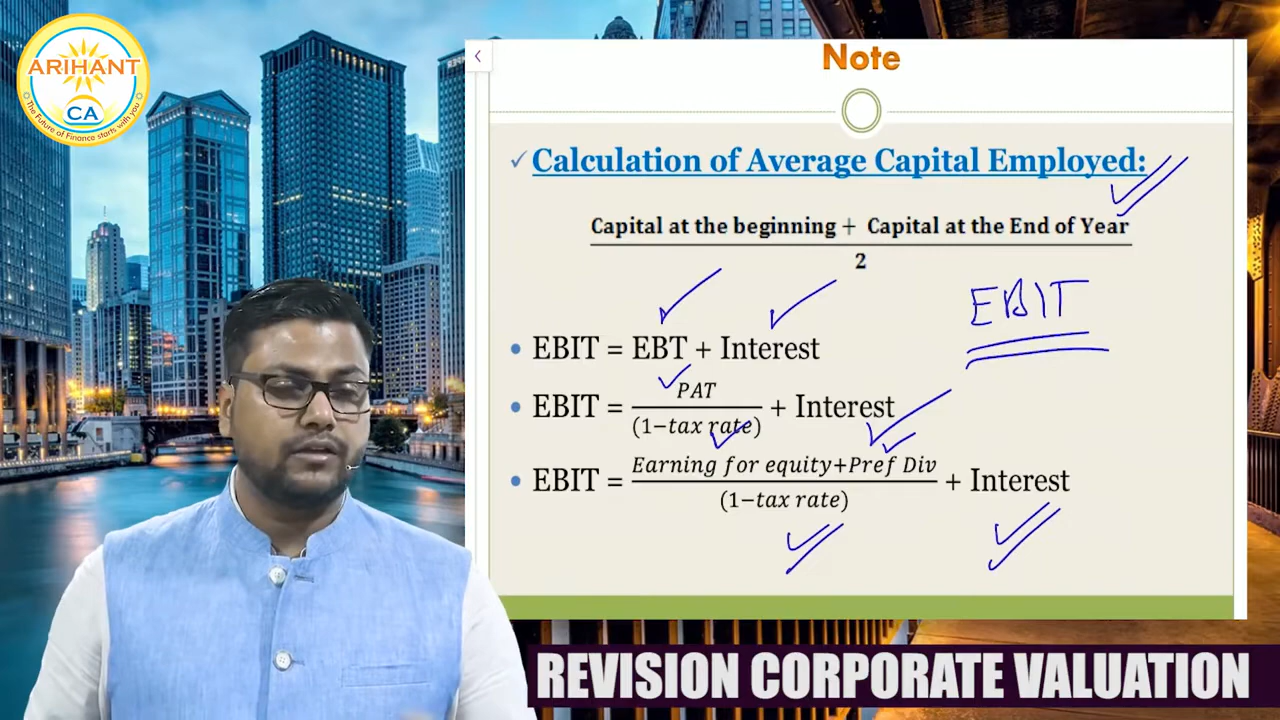 ARIHANT
CA
The Future of Finance starts with you
Note
✓ Calculation of Average Capital Employed:
Capital at the beginning + Capital at the End of Year
2
EBIT
• EBIT = EBT + Interest
• EBIT = PAT / (1−tax rate) + Interest
• EBIT = Earning for equity+Pref Div / (1−tax rate) + Interest
REVISION CORPORATE VALUATION